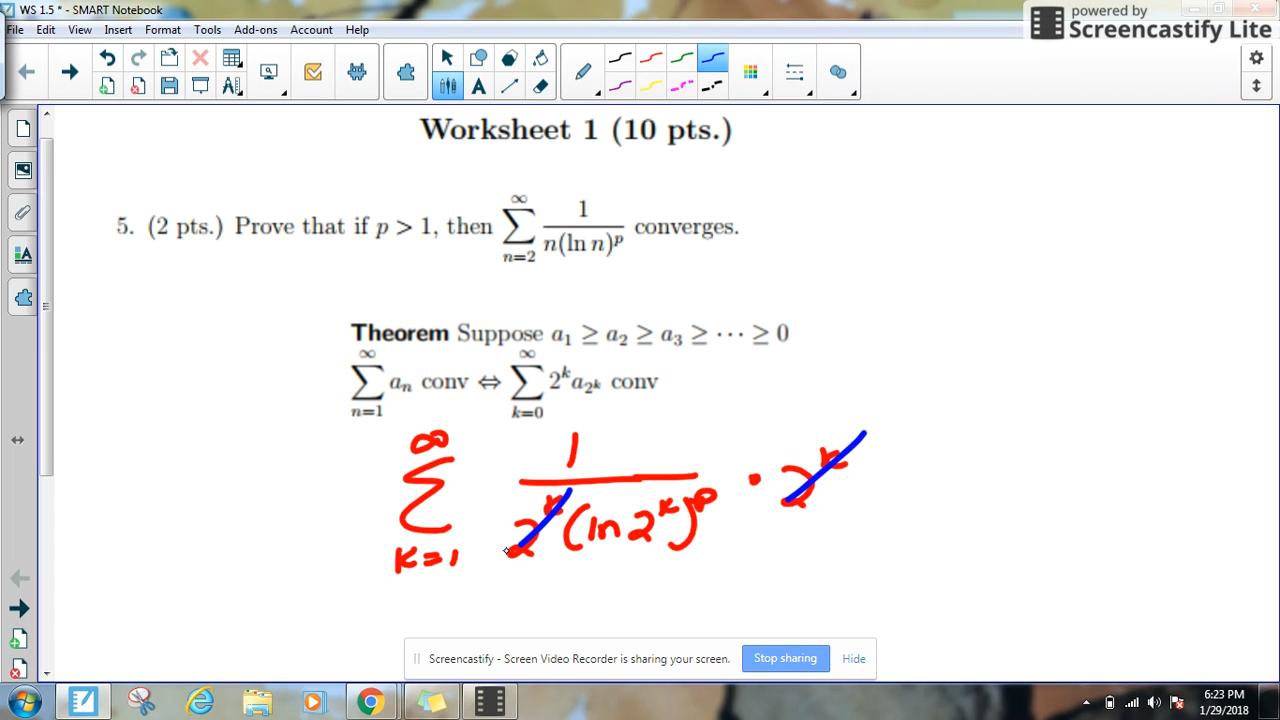 WS 1.5 * - SMART Notebook
powered by
Screencastify Lite
File Edit View Insert Format Tools Add-ons Account Help
Worksheet 1 (10 pts.)
5. (2 pts.) Prove that if p > 1, then ∑_{n=2}^{∞} 1/(n(ln n)^p) converges.
Theorem Suppose a₁ ≥ a₂ ≥ a₃ ≥ ⋯ ≥ 0
∑_{n=1}^{∞} a_n conv ⇔ ∑_{k=0}^{∞} 2^k a_{2^k} conv
∑_{k=1}^{∞} 1/(2^k (ln 2^k)^p) · 2^k
Screencastify - Screen Video Recorder is sharing your screen. Stop sharing Hide
6:23 PM
1/29/2018